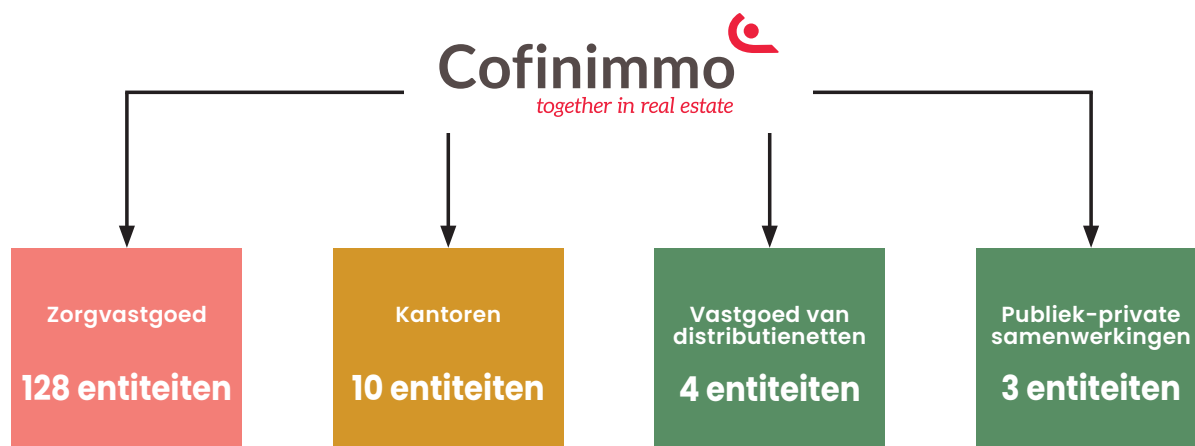 Cofinimmo
together in real estate
Zorgvastgoed
128 entiteiten
Kantoren
10 entiteiten
Vastgoed van
distributienetten
4 entiteiten
Publiek-private
samenwerkingen
3 entiteiten